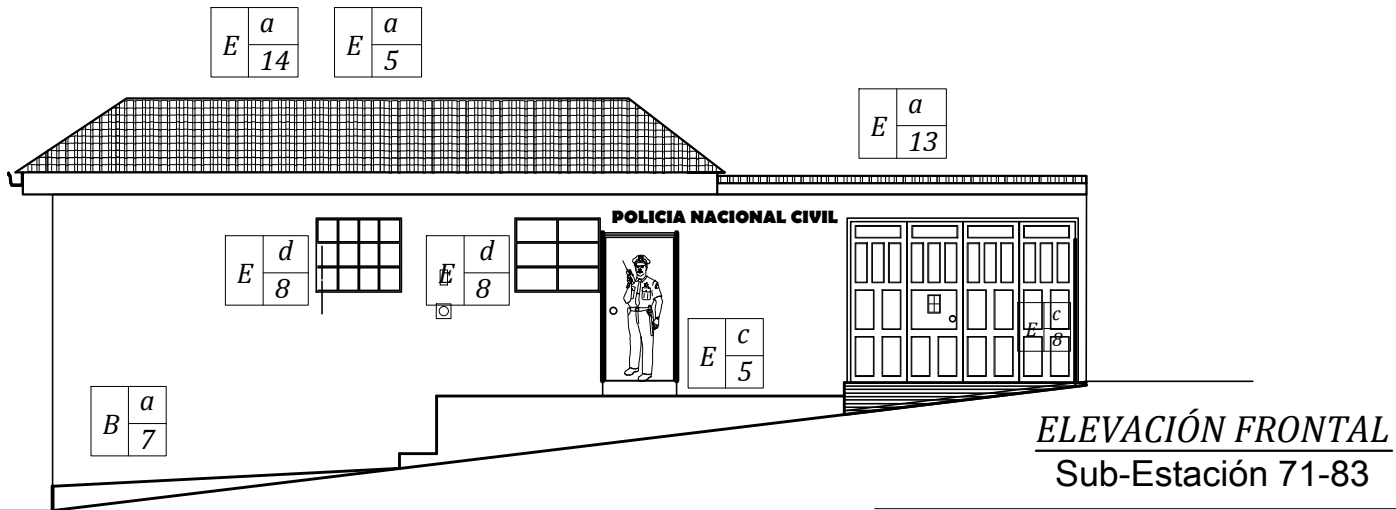 E a 14
E a 5
E a 13
POLICIA NACIONAL CIVIL
E d 8
E d 8
E c 8
E c 5
B a 7
ELEVACIÓN FRONTAL
Sub-Estación 71-83